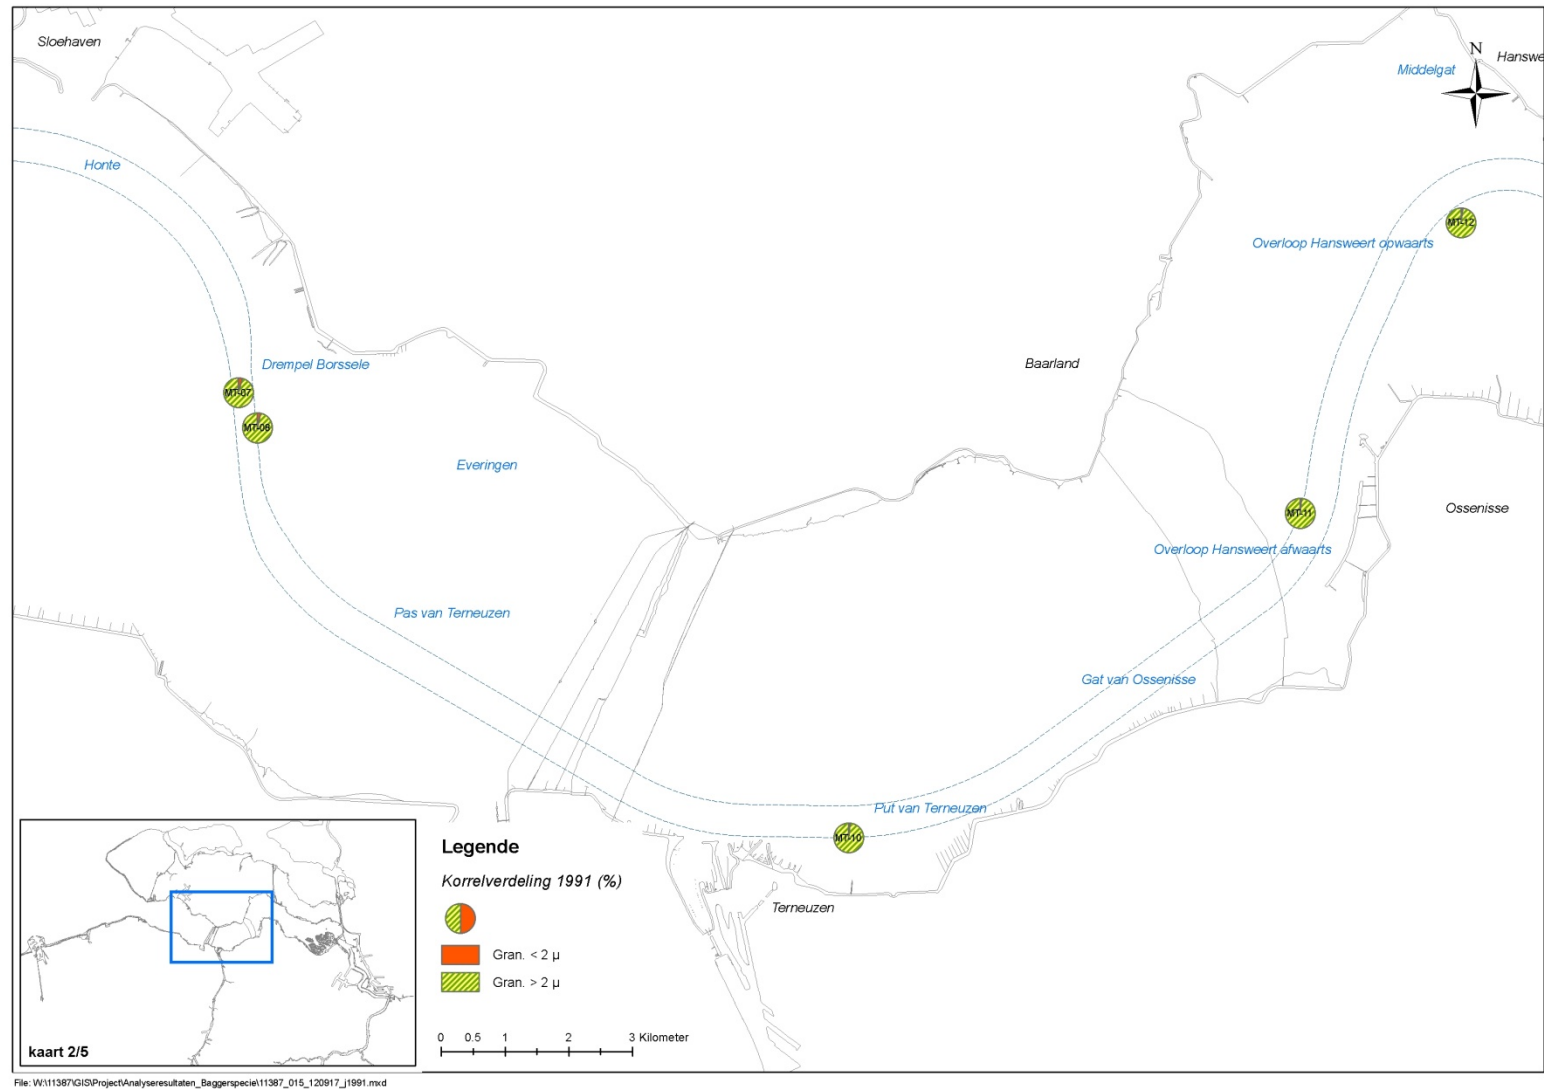 Sloehaven
N
Hanswe
Middelgat
Honte
MT-12
Overloop Hansweert opwaarts
Drempel Borssele
Baarland
MT-07
MT-08
Everingen
Ossenisse
MT-11
Overloop Hansweert afwaarts
Pas van Terneuzen
Gat van Ossenisse
Put van Terneuzen
MT-10
Terneuzen
Legende
Korrelverdeling 1991 (%)
Gran. < 2 µ
Gran. > 2 µ
0 0.5 1 2 3 Kilometer
kaart 2/5
File: W:\11387\GIS\Project\Analyseresultaten_Baggerspecie\11387_015_120917_j1991.mxd